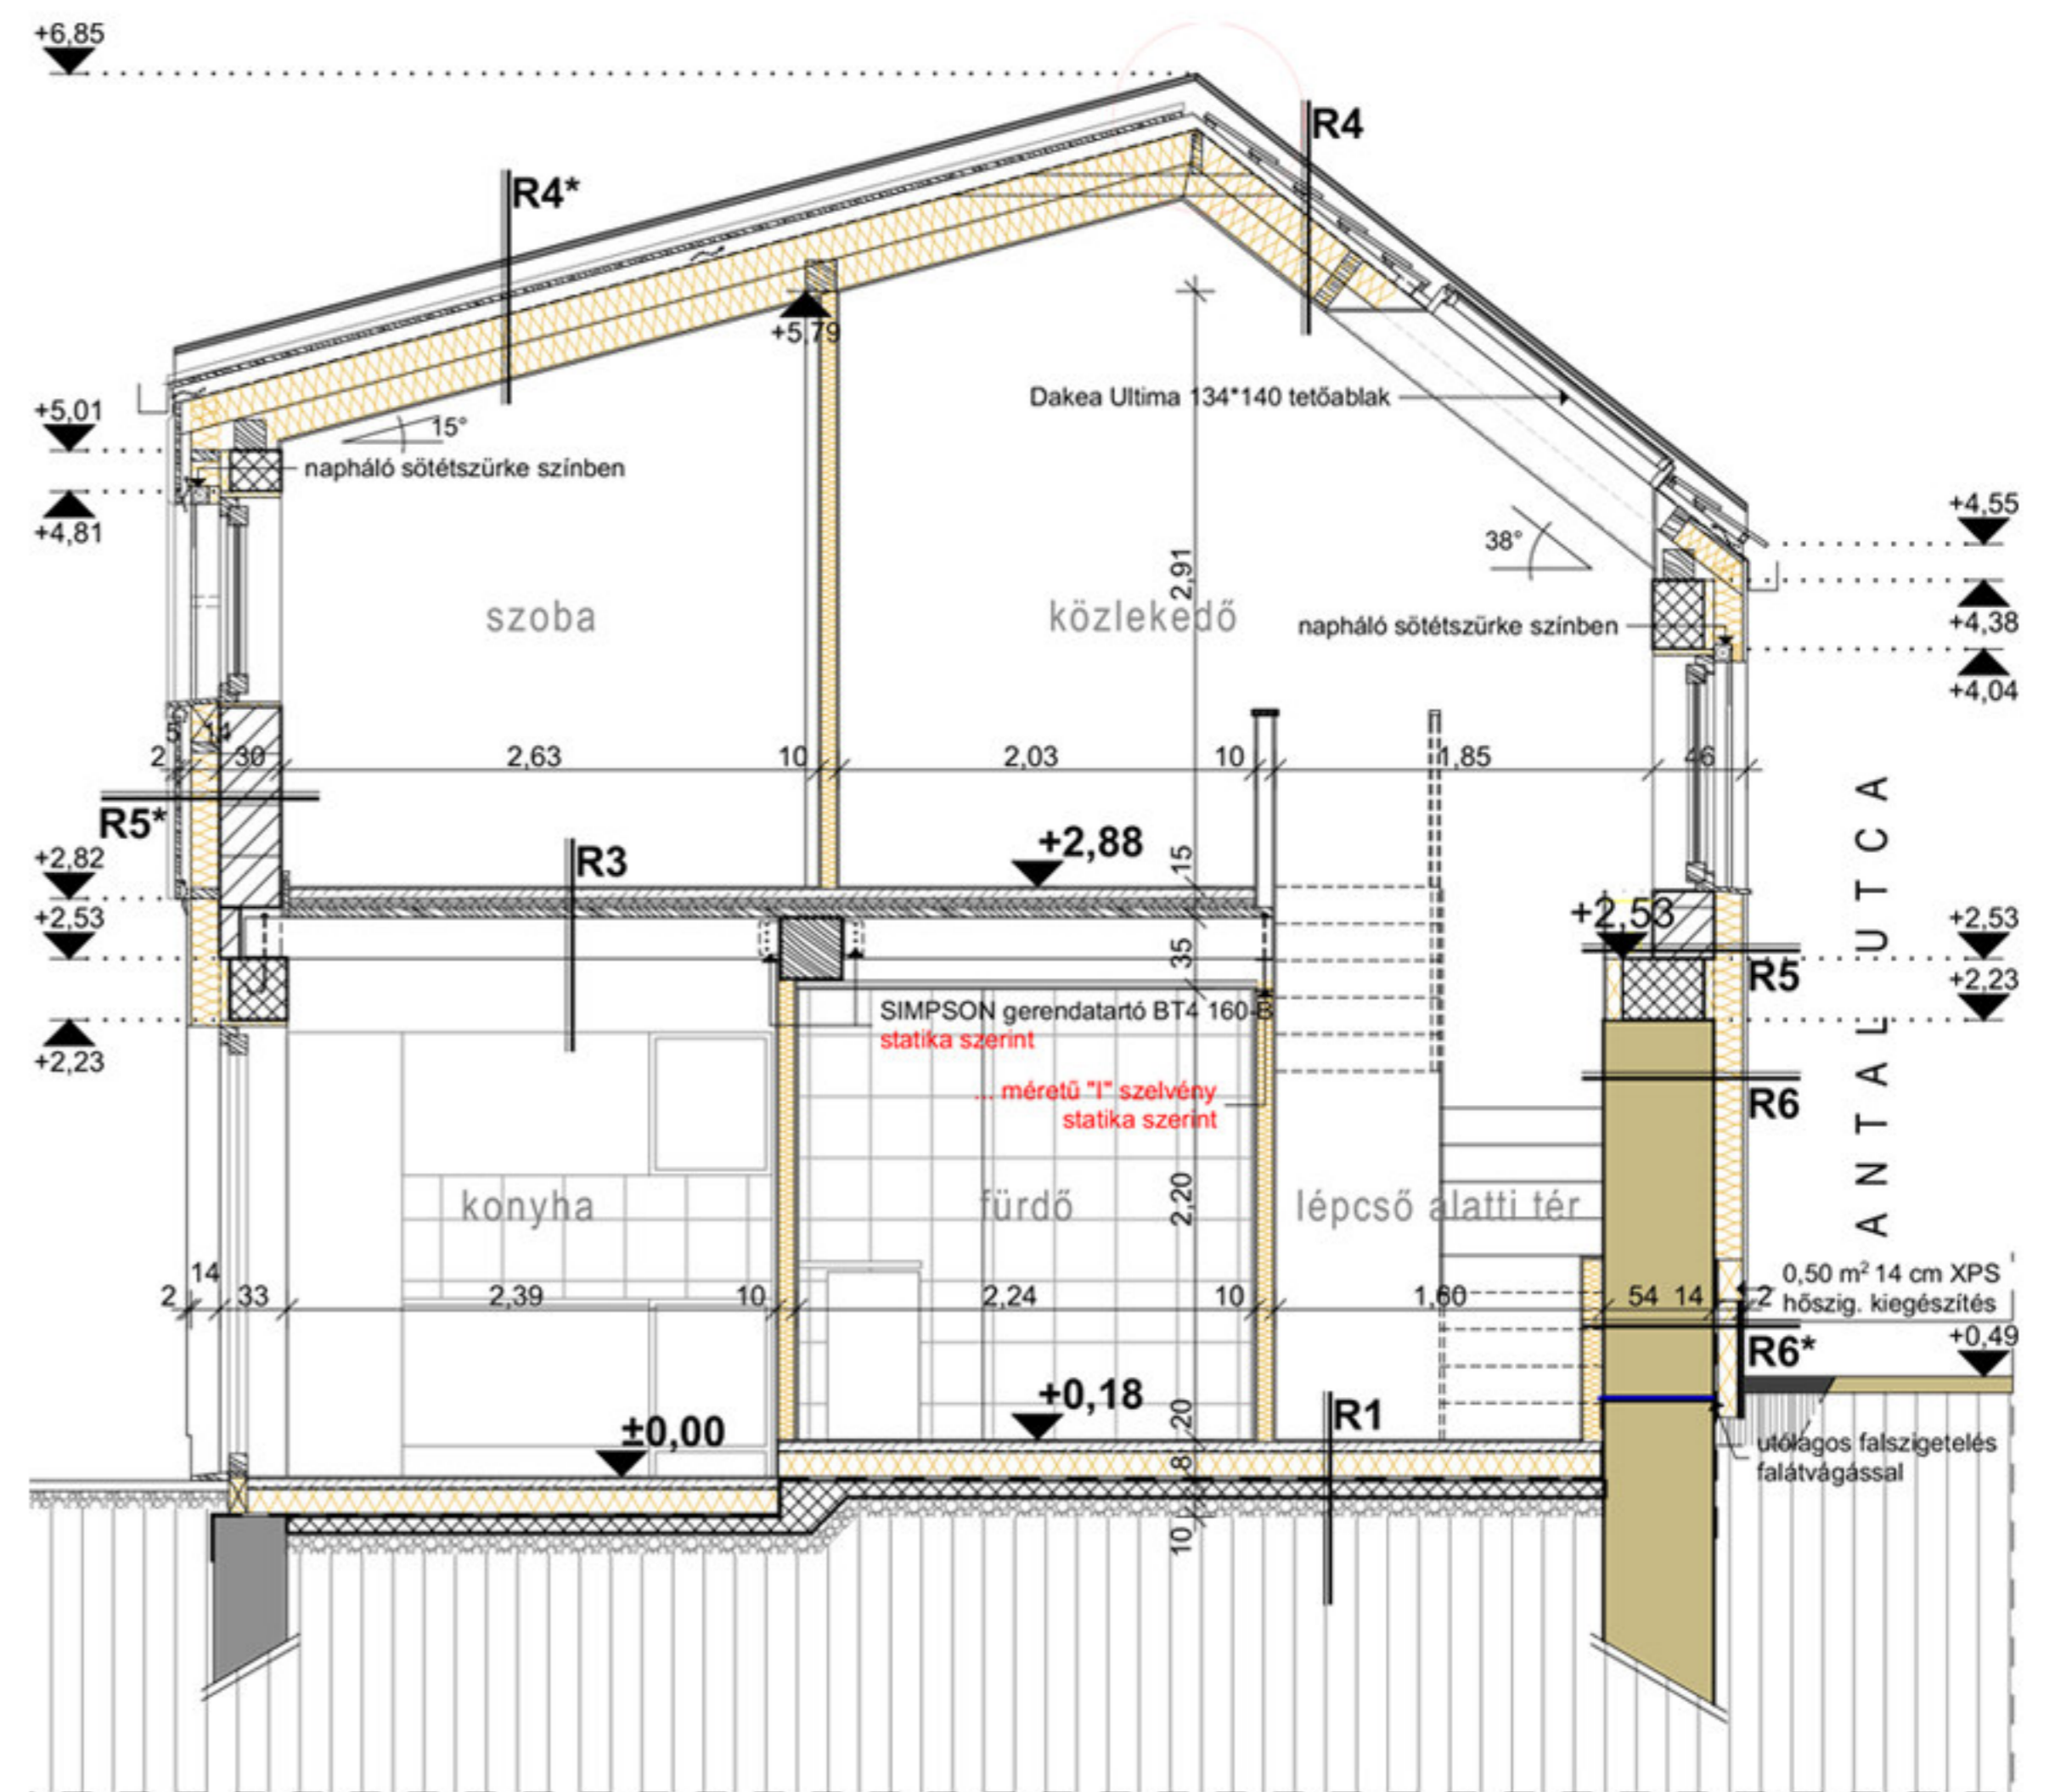 +6,85
R4
R4*
+5,79
Dakea Ultima 134*140 tetőablak
+5,01
15°
napháló sötétszürke színben
+4,81
+4,55
38°
2,91
szoba
közlekedő
napháló sötétszürke színben
+4,38
+4,04
5
14
2
30
2,63
10
2,03
10
1,85
46
R5*
ANTAL UTCA
+2,82
R3
+2,88
15
+2,53
+2,53
+2,53
35
R5
+2,23
SIMPSON gerendatartó BT4 160-B
statika szerint
+2,23
... méretű "I" szelvény
statika szerint
R6
konyha
fürdő
2,20
lépcső alatti tér
14
2
33
2,39
10
2,24
10
1,60
54
14
2
0,50 m² 14 cm XPS
hőszig. kiegészítés
R6*
+0,49
+0,18
20
R1
±0,00
8
utólagos falszigetelés
falátvágással
10